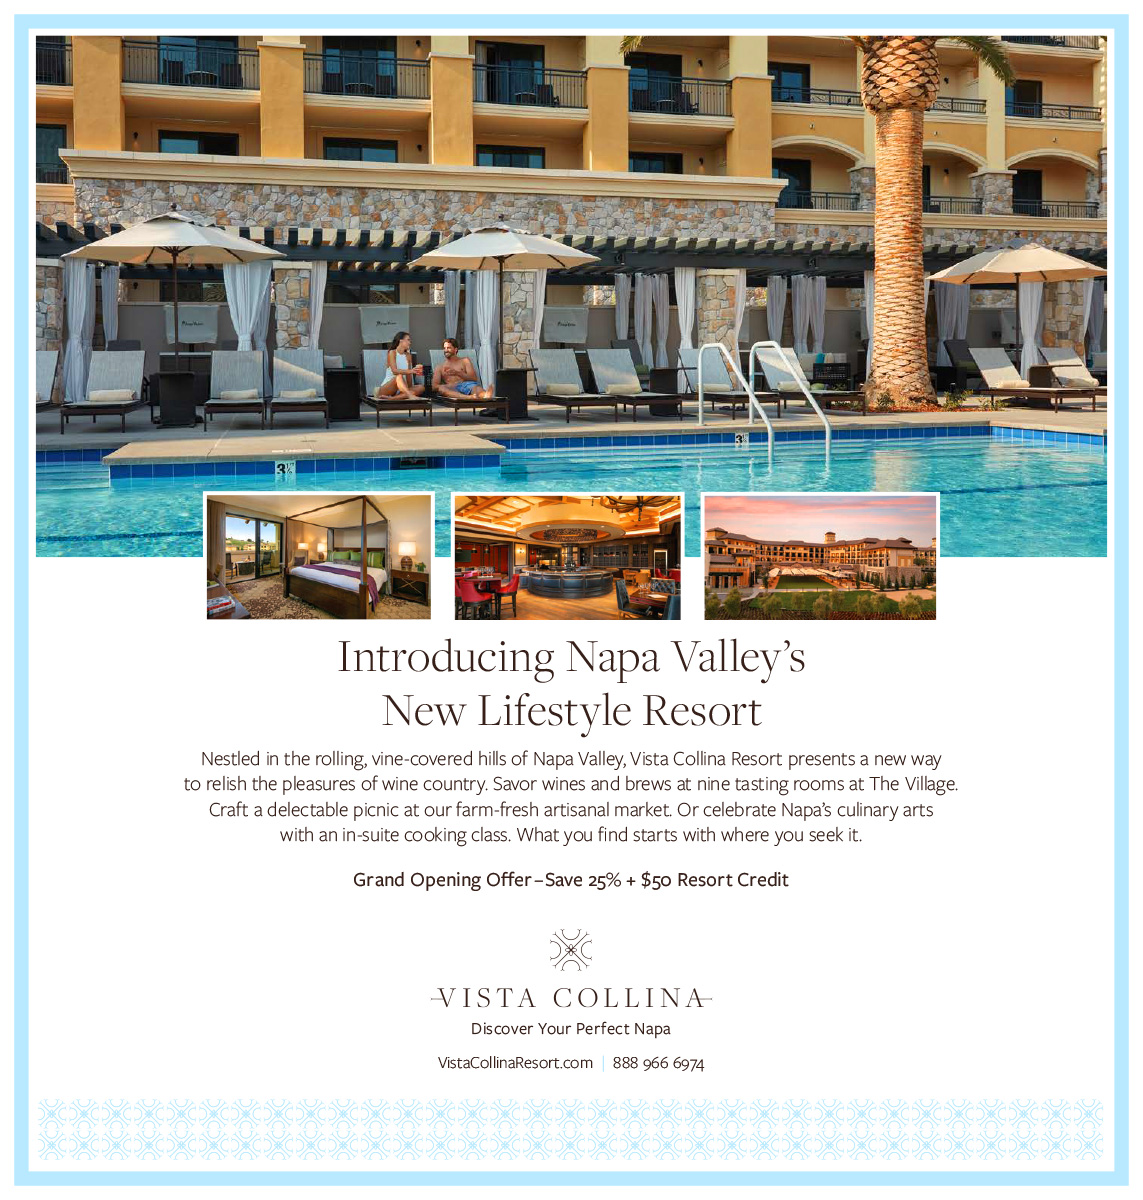 3½
3½
Introducing Napa Valley’s
New Lifestyle Resort
Nestled in the rolling, vine-covered hills of Napa Valley, Vista Collina Resort presents a new way
to relish the pleasures of wine country. Savor wines and brews at nine tasting rooms at The Village.
Craft a delectable picnic at our farm-fresh artisanal market. Or celebrate Napa’s culinary arts
with an in-suite cooking class. What you find starts with where you seek it.
Grand Opening Offer–Save 25% + $50 Resort Credit
VISTA COLLINA
Discover Your Perfect Napa
VistaCollinaResort.com | 888 966 6974